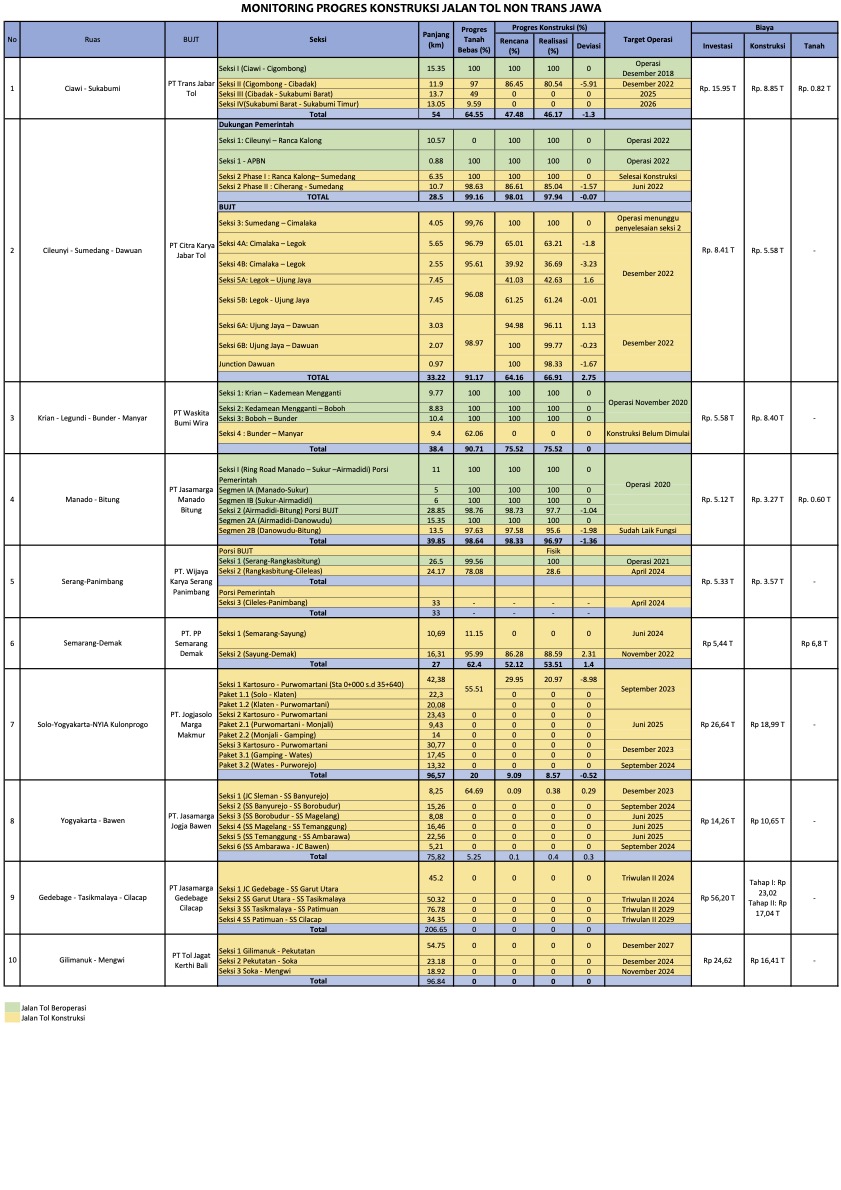 MONITORING PROGRES KONSTRUKSI JALAN TOL NON TRANS JAWA
No Ruas BUJT Seksi Panjang (km) Progres Tanah Bebas (%) Progres Konstruksi (%) Target Operasi Biaya
Rencana (%) Realisasi (%) Deviasi Investasi Konstruksi Tanah
1 Ciawi - Sukabumi PT Trans Jabar Tol Rp. 15.95 T Rp. 8.85 T Rp. 0.82 T
Seksi I (Ciawi - Cigombong) 15.35 100 100 100 0 Operasi Desember 2018
Seksi II (Cigombong - Cibadak) 11.9 97 86.45 80.54 -5.91 Desember 2022
Seksi III (Cibadak - Sukabumi Barat) 13.7 49 0 0 0 2025
Seksi IV(Sukabumi Barat - Sukabumi Timur) 13.05 9.59 0 0 0 2026
Total 54 64.55 47.48 46.17 -1.3
2 Cileunyi - Sumedang - Dawuan PT Citra Karya Jabar Tol Rp. 8.41 T Rp. 5.58 T -
Dukungan Pemerintah
Seksi 1: Cileunyi – Ranca Kalong 10.57 0 100 100 0 Operasi 2022
Seksi 1 - APBN 0.88 100 100 100 0 Operasi 2022
Seksi 2 Phase I : Ranca Kalong– Sumedang 6.35 100 100 100 0 Selesai Konstruksi
Seksi 2 Phase II : Ciherang - Sumedang 10.7 98.63 86.61 85.04 -1.57 Juni 2022
TOTAL 28.5 99.16 98.01 97.94 -0.07
BUJT
Seksi 3: Sumedang – Cimalaka 4.05 99,76 115 115 0 Operasi menunggu penyelesaian seksi 2
Seksi 4A: Cimalaka – Legok 5.65 96.79 65.01 63.21 -1.8
Seksi 4B: Cimalaka – Legok 2.55 95.61 39.92 36.69 -3.23 Desember 2022
Seksi 5A: Legok – Ujung Jaya 7.45 96.08 41.03 42.63 1.6
Seksi 5B: Legok - Ujung Jaya 7.45 61.25 61.24 -0.01
Seksi 6A: Ujung Jaya – Dawuan 3.03 98.97 94.98 96.11 1.13 Desember 2022
Seksi 6B: Ujung Jaya – Dawuan 2.07 100 99.77 -0.23
Junction Dawuan 0.97 100 98.33 -1.67
TOTAL 33.22 91.17 64.16 66.91 2.75
3 Krian - Legundi - Bunder - Manyar PT Waskita Bumi Wira Rp. 5.58 T Rp. 8.40 T -
Seksi 1: Krian – Kademean Mengganti 9.77 100 100 100 0 Operasi November 2020
Seksi 2: Kedamean Mengganti – Boboh 8.83 100 100 100 0
Seksi 3: Boboh – Bunder 10.4 100 100 100 0
Seksi 4 : Bunder – Manyar 9.4 62.06 0 0 0 Konstruksi Belum Dimulai
Total 38.4 90.71 75.52 75.52 0
4 Manado - Bitung PT Jasamarga Manado Bitung Rp. 5.12 T Rp. 3.27 T Rp. 0.60 T
Seksi I (Ring Road Manado – Sukur –Airmadidi) Porsi Pemerintah 11 100 100 100 0 Operasi 2020
Segmen IA (Manado-Sukur) 5 100 100 100 0
Segmen IB (Sukur-Airmadidi) 6 100 100 100 0
Seksi 2 (Airmadidi-Bitung) Porsi BUJT 28.85 98.76 98.73 97.7 -1.04
Segmen 2A (Airmadidi-Danowudu) 15.35 100 100 100 0
Segmen 2B (Danowudu-Bitung) 13.5 97.63 97.58 95.6 -1.98 Sudah Laik Fungsi
Total 39.85 98.64 98.33 96.97 -1.36
5 Serang-Panimbang PT. Wijaya Karya Serang Panimbang Rp. 5.33 T Rp. 3.57 T -
Porsi BUJT Fisik
Seksi 1 (Serang-Rangkasbitung) 26.5 99.56 100 Operasi 2021
Seksi 2 (Rangkasbitung-Cileleas) 24.17 78.08 28.6 April 2024
Total
Porsi Pemerintah
Seksi 3 (Cileles-Panimbang) 33 - - - - April 2024
Total 33 - - - -
6 Semarang-Demak PT. PP Semarang Demak Rp 5,44 T Rp 6,8 T
Seksi 1 (Semarang-Sayung) 10,69 11.15 0 0 0 Juni 2024
Seksi 2 (Sayung-Demak) 16,31 95.99 86.28 88.59 2.31 November 2022
Total 27 62.4 52.12 53.51 1.4
7 Solo-Yogyakarta-NYIA Kulonprogo PT. Jogjasolo Marga Makmur Rp 26,64 T Rp 18,99 T -
Seksi 1 Kartosuro - Purwomartani (Sta 0+000 s.d 35+640) 42,38 55.51 29.95 20.97 -8.98 September 2023
Paket 1.1 (Solo - Klaten) 22,3 0 0 0
Paket 1.2 (Klaten - Purwomartani) 20,08 0 0 0
Seksi 2 Kartosuro - Purwomartani 23,43 0 0 0 0 Juni 2025
Paket 2.1 (Purwomartani - Monjali) 9,43 0 0 0 0
Paket 2.2 (Monjali - Gamping) 14 0 0 0 0
Seksi 3 Kartosuro - Purwomartani 30,77 0 0 0 0 Desember 2023
Paket 3.1 (Gamping - Wates) 17,45 0 0 0 0
Paket 3.2 (Wates - Purworejo) 13,32 0 0 0 0 September 2024
Total 96,57 20 9.09 8.57 -0.52
8 Yogyakarta - Bawen PT. Jasamarga Jogja Bawen Rp 14,26 T Rp 10,65 T -
Seksi 1 (JC Sleman - SS Banyurejo) 8,25 64.69 0.09 0.38 0.29 Desember 2023
Seksi 2 (SS Banyurejo - SS Borobudur) 15,26 0 0 0 0 September 2024
Seksi 3 (SS Borobudur - SS Magelang) 8,08 0 0 0 0 Juni 2025
Seksi 4 (SS Magelang - SS Temanggung) 16,46 0 0 0 0 Juni 2025
Seksi 5 (SS Temanggung - SS Ambarawa) 22,56 0 0 0 0 Juni 2025
Seksi 6 (SS Ambarawa - JC Bawen) 5,21 0 0 0 0 September 2024
Total 75,82 5.25 0.1 0.4 0.3
9 Gedebage - Tasikmalaya - Cilacap PT Jasamarga Gedebage Cilacap Rp 56,20 T Tahap I: Rp 23,02 Tahap II: Rp 17,04 T -
Seksi 1 JC Gedebage - SS Garut Utara 45.2 0 0 0 0 Triwulan II 2024
Seksi 2 SS Garut Utara - SS Tasikmalaya 50.32 0 0 0 0 Triwulan II 2024
Seksi 3 SS Tasikmalaya - SS Patimuan 76.78 0 0 0 0 Triwulan II 2029
Seksi 4 SS Patimuan - SS Cilacap 34.35 0 0 0 0 Triwulan II 2029
Total 206.65 0 0 0 0
10 Gilimanuk - Mengwi PT Tol Jagat Kerthi Bali Rp 24,62 Rp 16,41 T -
Seksi 1 Gilimanuk - Pekutatan 54.75 0 0 0 0 Desember 2027
Seksi 2 Pekutatan - Soka 23.18 0 0 0 0 Desember 2024
Seksi 3 Soka - Mengwi 18.92 0 0 0 0 November 2024
Total 96.84 0 0 0 0
Jalan Tol Beroperasi
Jalan Tol Konstruksi